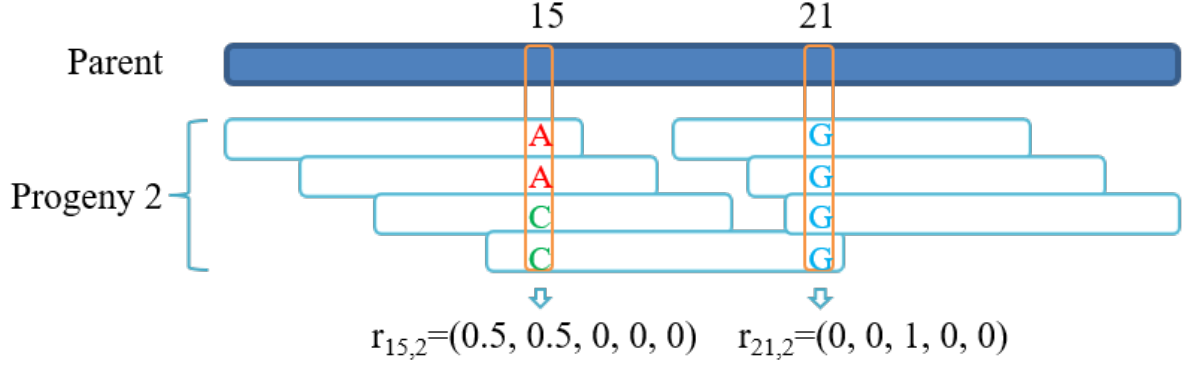 15 21
Parent
A G
A G
Progeny 2
C G
C G
r15,2=(0.5, 0.5, 0, 0, 0) r21,2=(0, 0, 1, 0, 0)